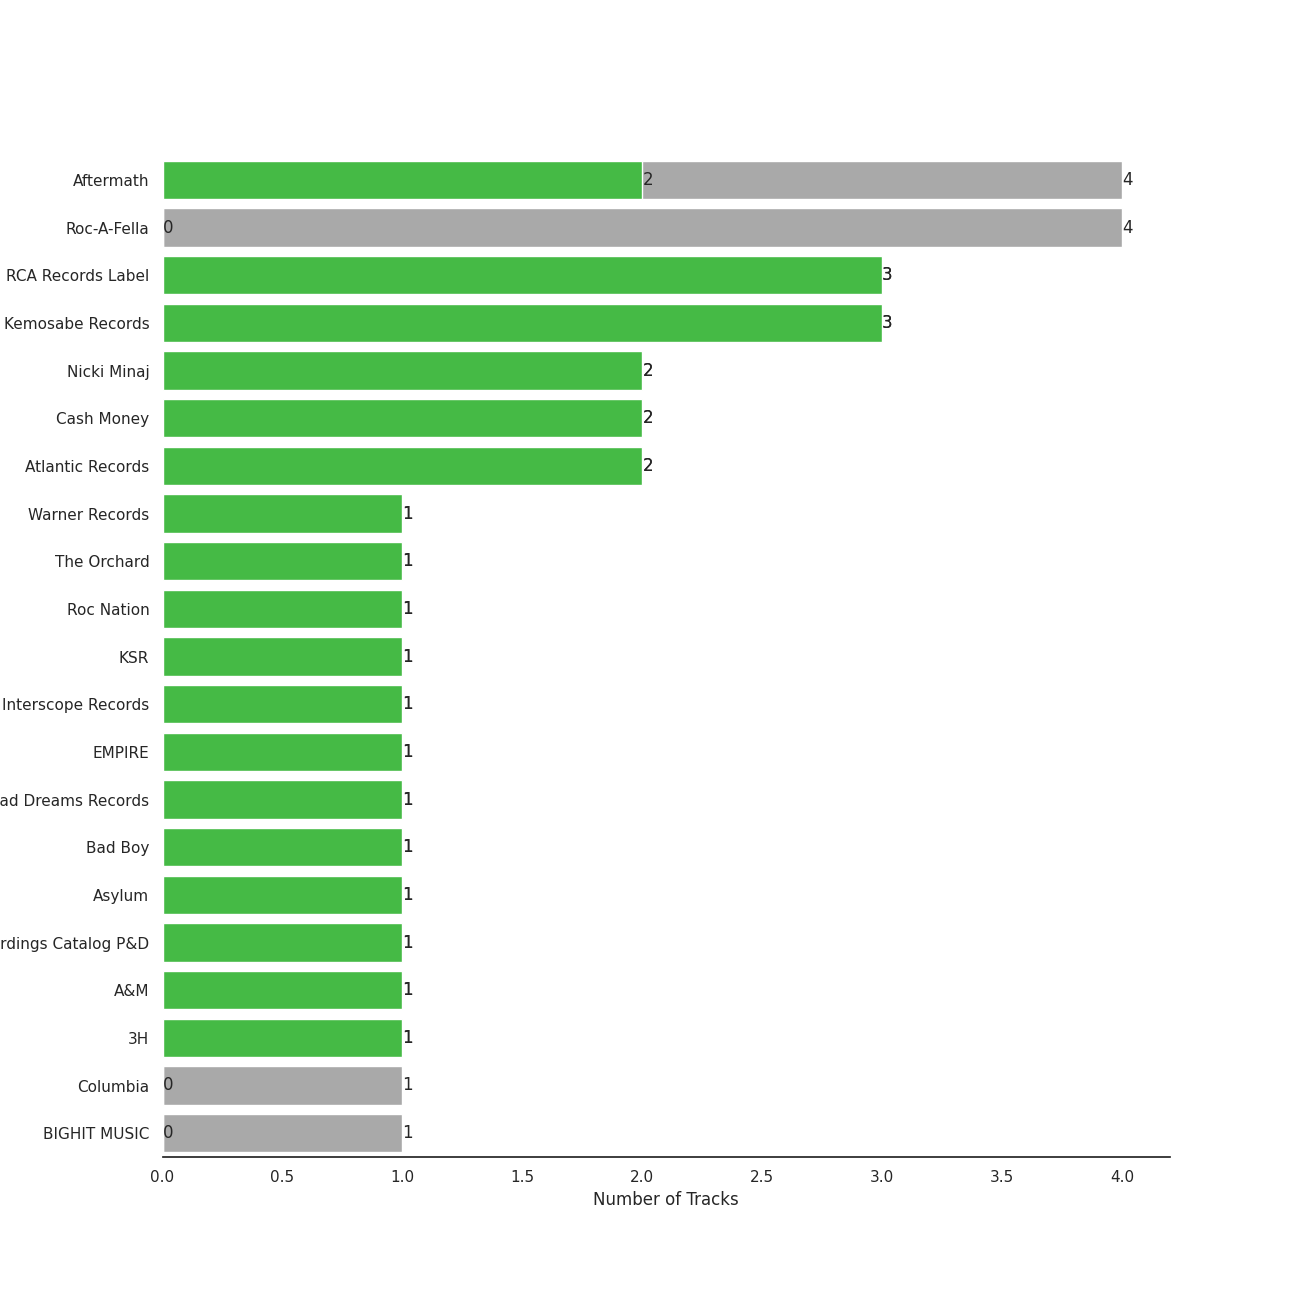 Aftermath 2 4
Roc-A-Fella 0 4
RCA Records Label 3
Kemosabe Records 3
Nicki Minaj 2
Cash Money 2
Atlantic Records 2
Warner Records 1
The Orchard 1
Roc Nation 1
KSR 1
Interscope Records 1
EMPIRE 1
Dreams Records 1
Bad Boy 1
Asylum 1
Catalog P&D 1
A&M 1
3H 1
Columbia 0 1
BIGHIT MUSIC 0 1
0.0 0.5 1.0 1.5 2.0 2.5 3.0 3.5 4.0
Number of Tracks